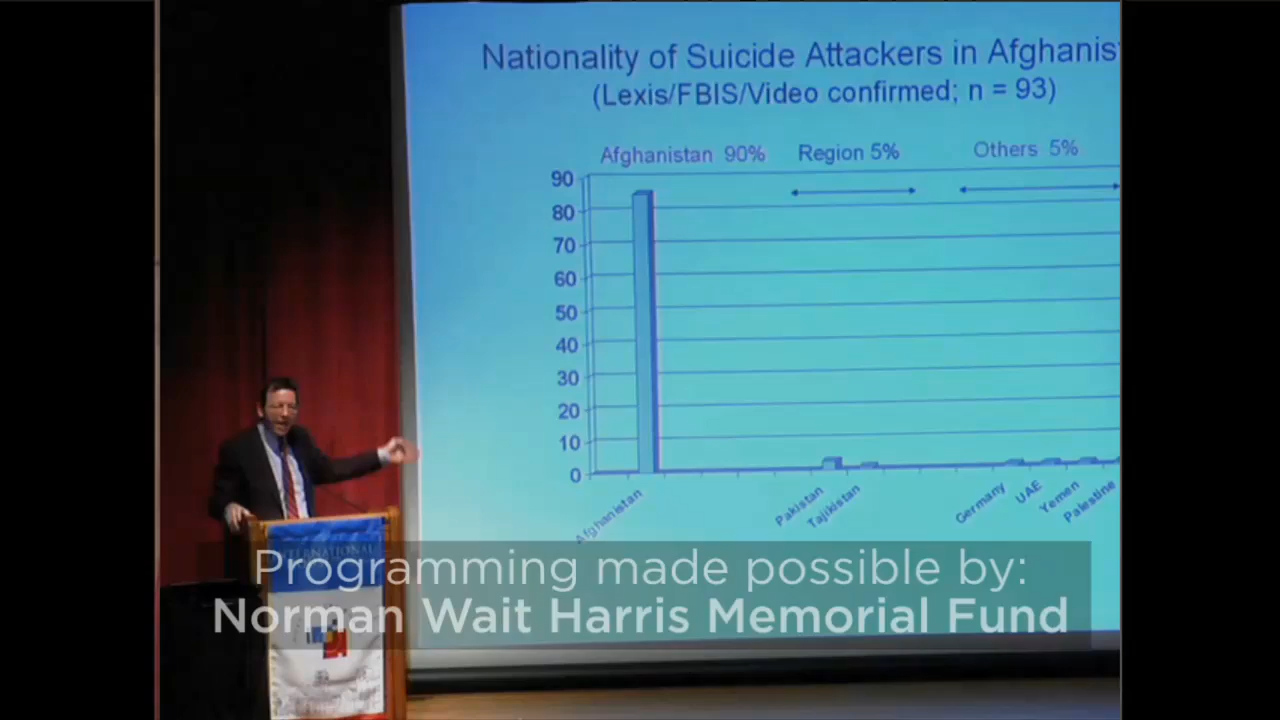 Nationality of Suicide Attackers in Afghanis
(Lexis/FBIS/Video confirmed; n = 93)
Afghanistan 90% Region 5% Others 5%
90
80
70
60
50
40
30
20
10
0
Afghanistan
Pakistan
Tajikistan
Germany
UAE
Yemen
Palestine
Programming made possible by:
Norman Wait Harris Memorial Fund